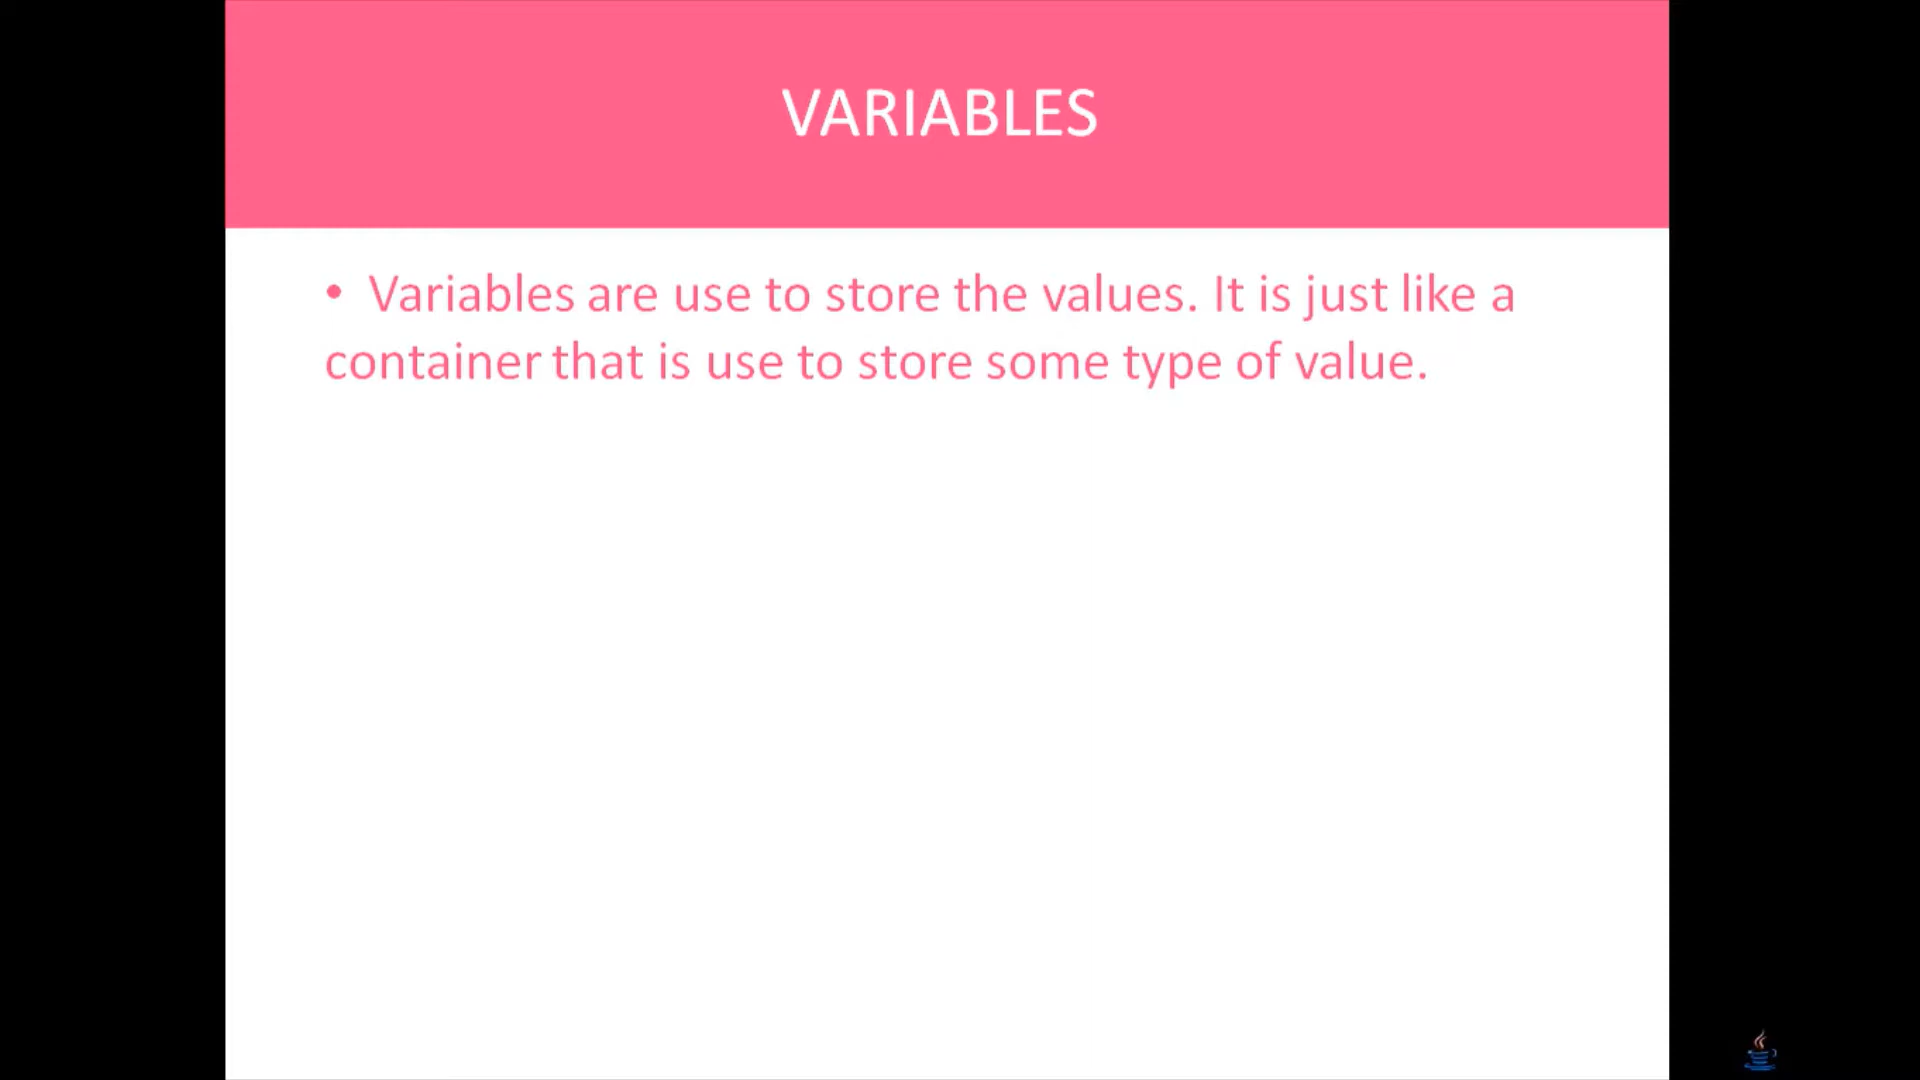 VARIABLES
• Variables are use to store the values. It is just like a
container that is use to store some type of value.